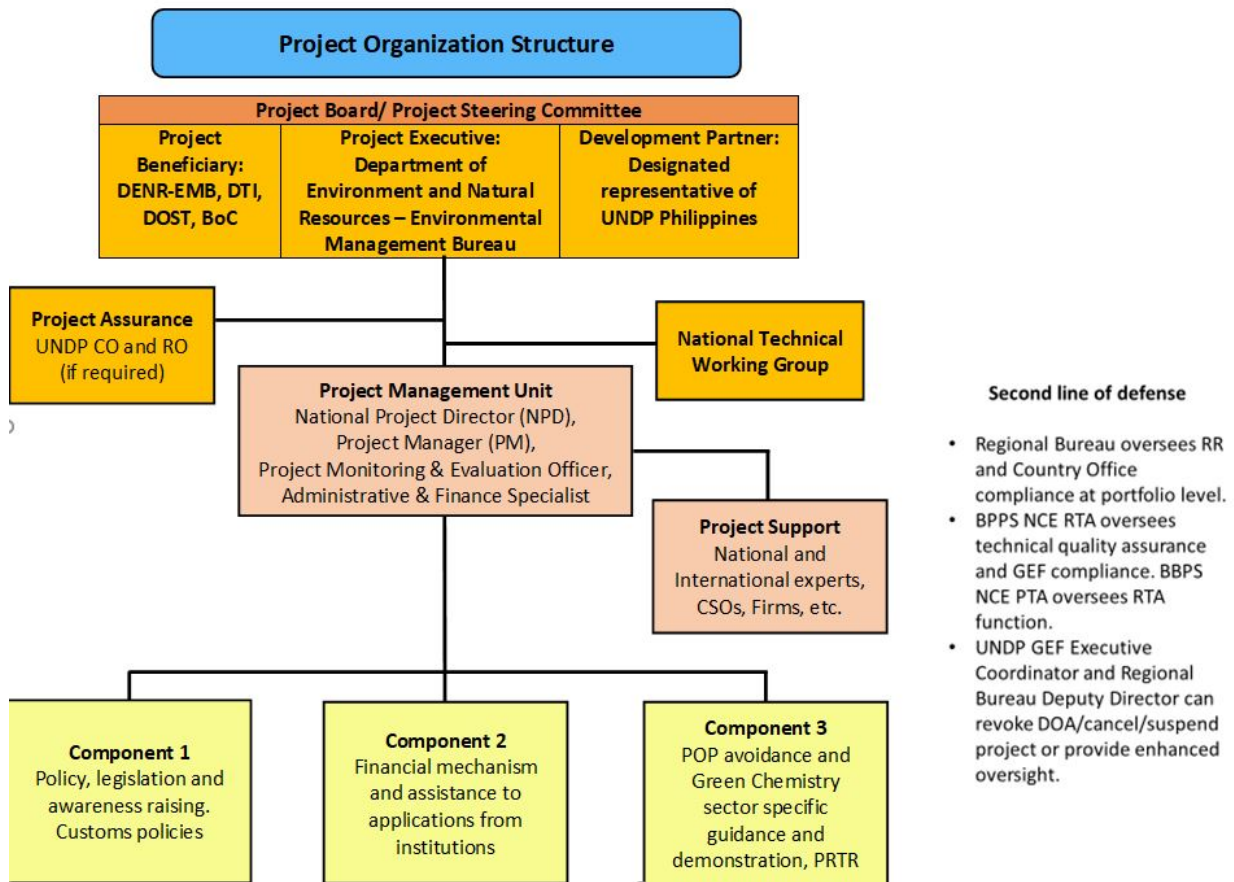 Project Organization Structure
Project Board/ Project Steering Committee
Project
Beneficiary:
DENR-EMB, DTI,
DOST, BoC
Project Executive:
Department of
Environment and Natural
Resources – Environmental
Management Bureau
Development Partner:
Designated
representative of
UNDP Philippines
Project Assurance
UNDP CO and RO
(if required)
National Technical
Working Group
Project Management Unit
National Project Director (NPD),
Project Manager (PM),
Project Monitoring & Evaluation Officer,
Administrative & Finance Specialist
Project Support
National and
International experts,
CSOs, Firms, etc.
Component 1
Policy, legislation and
awareness raising.
Customs policies
Component 2
Financial mechanism
and assistance to
applications from
institutions
Component 3
POP avoidance and
Green Chemistry
sector specific
guidance and
demonstration, PRTR
Second line of defense
• Regional Bureau oversees RR
and Country Office
compliance at portfolio level.
• BPPS NCE RTA oversees
technical quality assurance
and GEF compliance. BBPS
NCE PTA oversees RTA
function.
• UNDP GEF Executive
Coordinator and Regional
Bureau Deputy Director can
revoke DOA/cancel/suspend
project or provide enhanced
oversight.